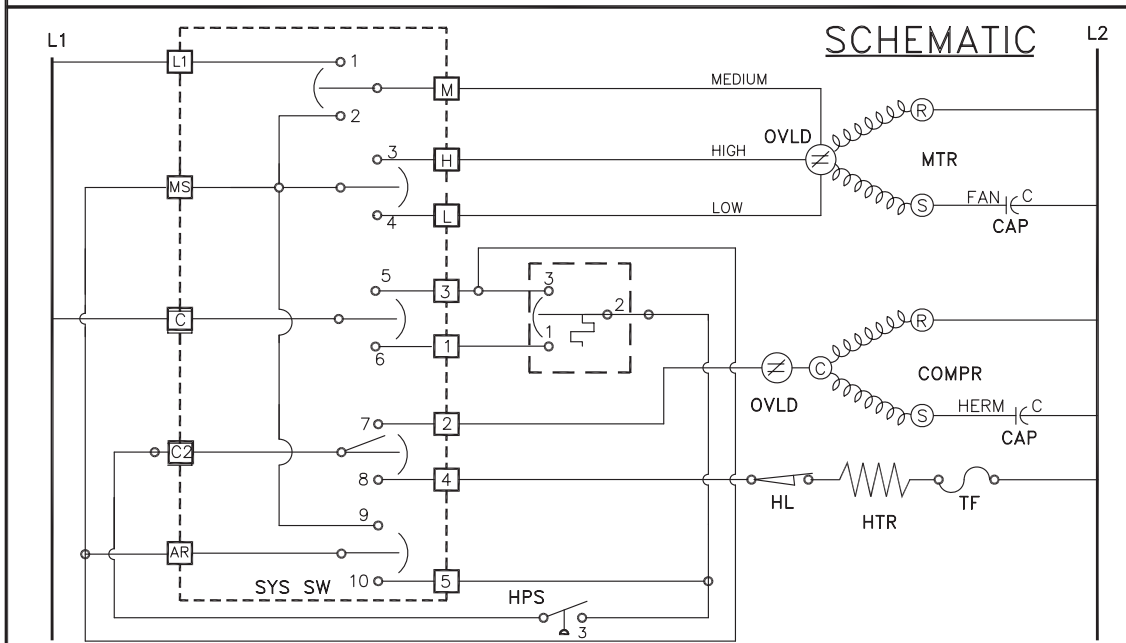 SCHEMATIC
L1
L2
L1
1
M
MEDIUM
2
OVLD
R
3
H
HIGH
MTR
MS
4
L
LOW
S
FAN
C
CAP
5
3
3
2
C
6
1
1
R
OVLD
C
COMPR
7
2
S
HERM
C
CAP
C2
8
4
HL
HTR
TF
9
AR
10
5
SYS SW
HPS
3